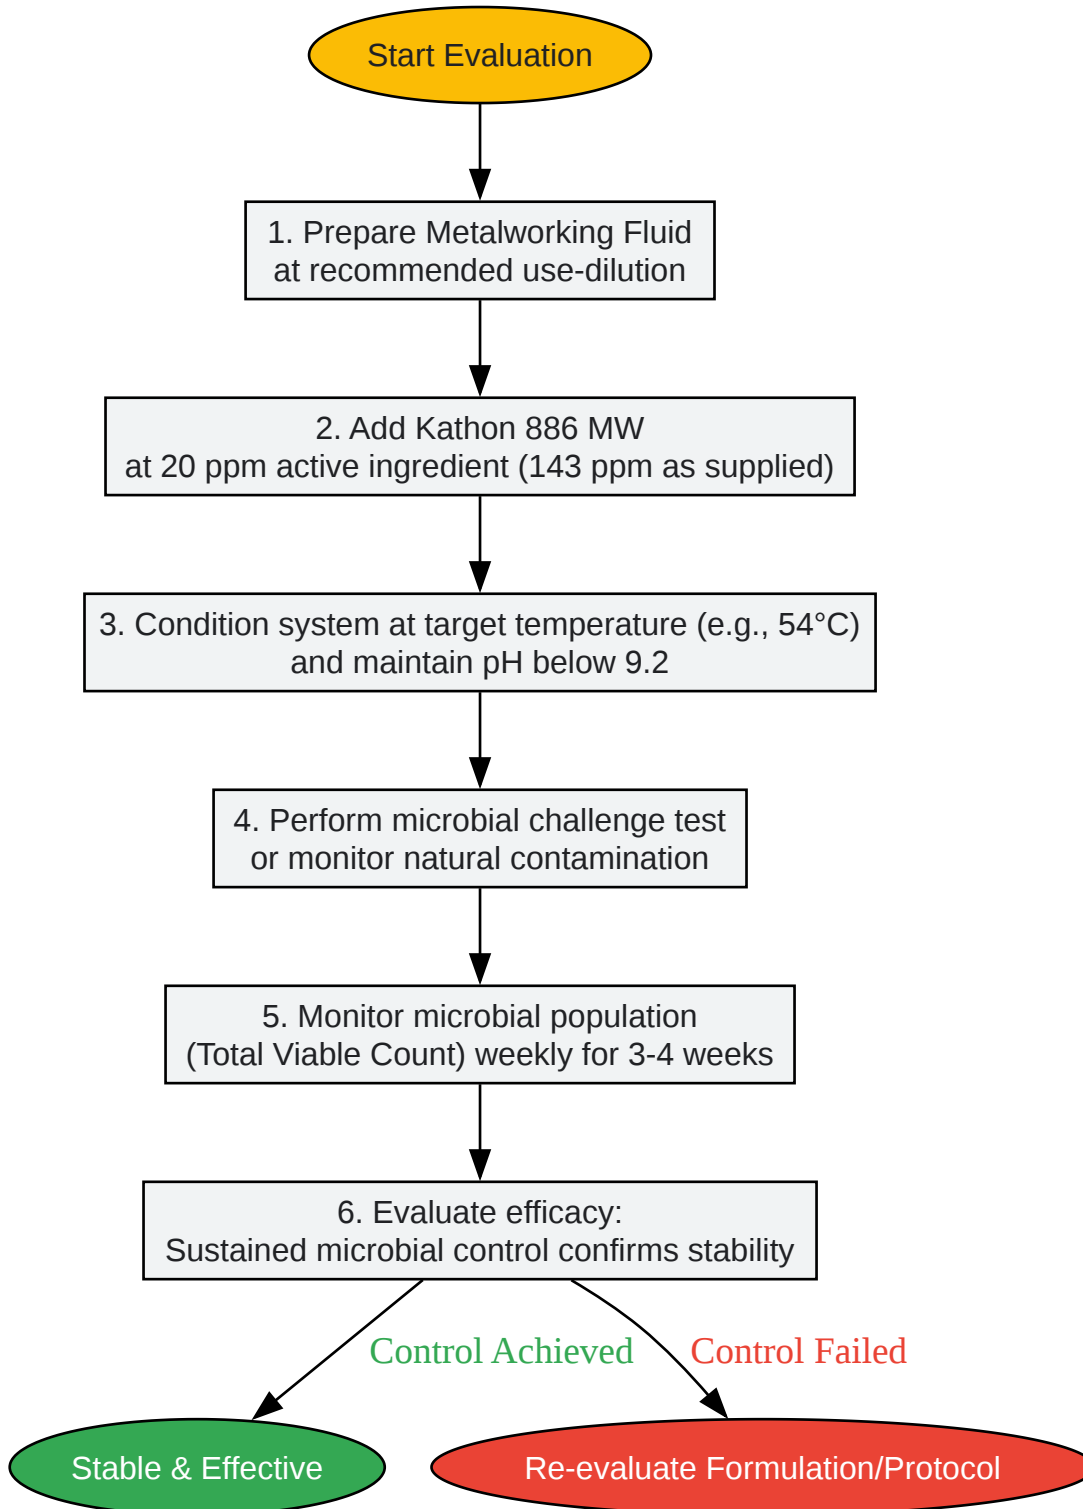 Start Evaluation
1. Prepare Metalworking Fluid
at recommended use-dilution
2. Add Kathon 886 MW
at 20 ppm active ingredient (143 ppm as supplied)
3. Condition system at target temperature (e.g., 54°C)
and maintain pH below 9.2
4. Perform microbial challenge test
or monitor natural contamination
5. Monitor microbial population
(Total Viable Count) weekly for 3-4 weeks
6. Evaluate efficacy:
Sustained microbial control confirms stability
Control Achieved
Control Failed
Stable & Effective
Re-evaluate Formulation/Protocol